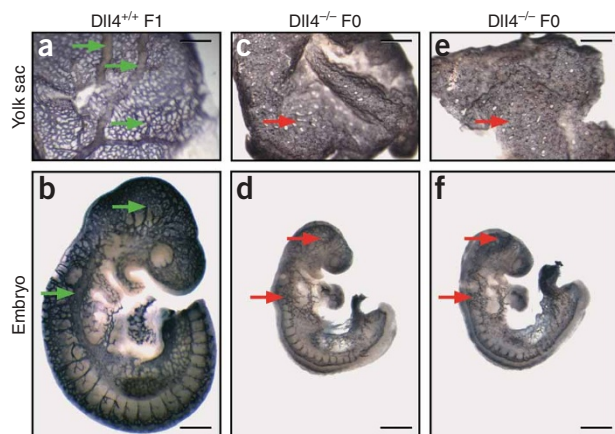 Dll4+/+ F1
Dll4–/– F0
Dll4–/– F0
Yolk sac
a
c
e
Embryo
b
d
f